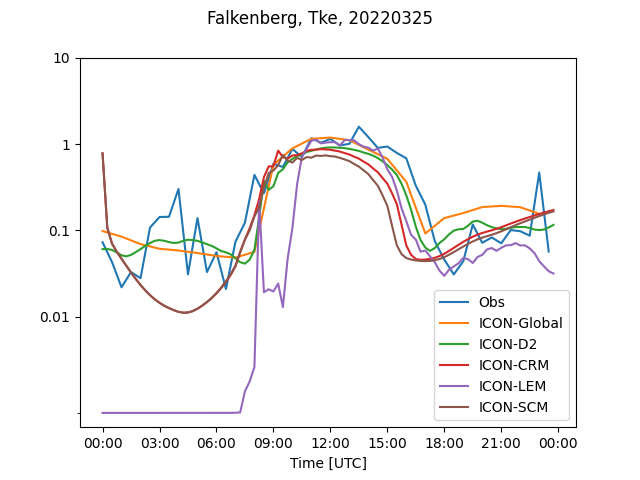 Falkenberg, Tke, 20220325
10
1
0.1
0.01
Obs
ICON-Global
ICON-D2
ICON-CRM
ICON-LEM
ICON-SCM
00:00 03:00 06:00 09:00 12:00 15:00 18:00 21:00 00:00
Time [UTC]